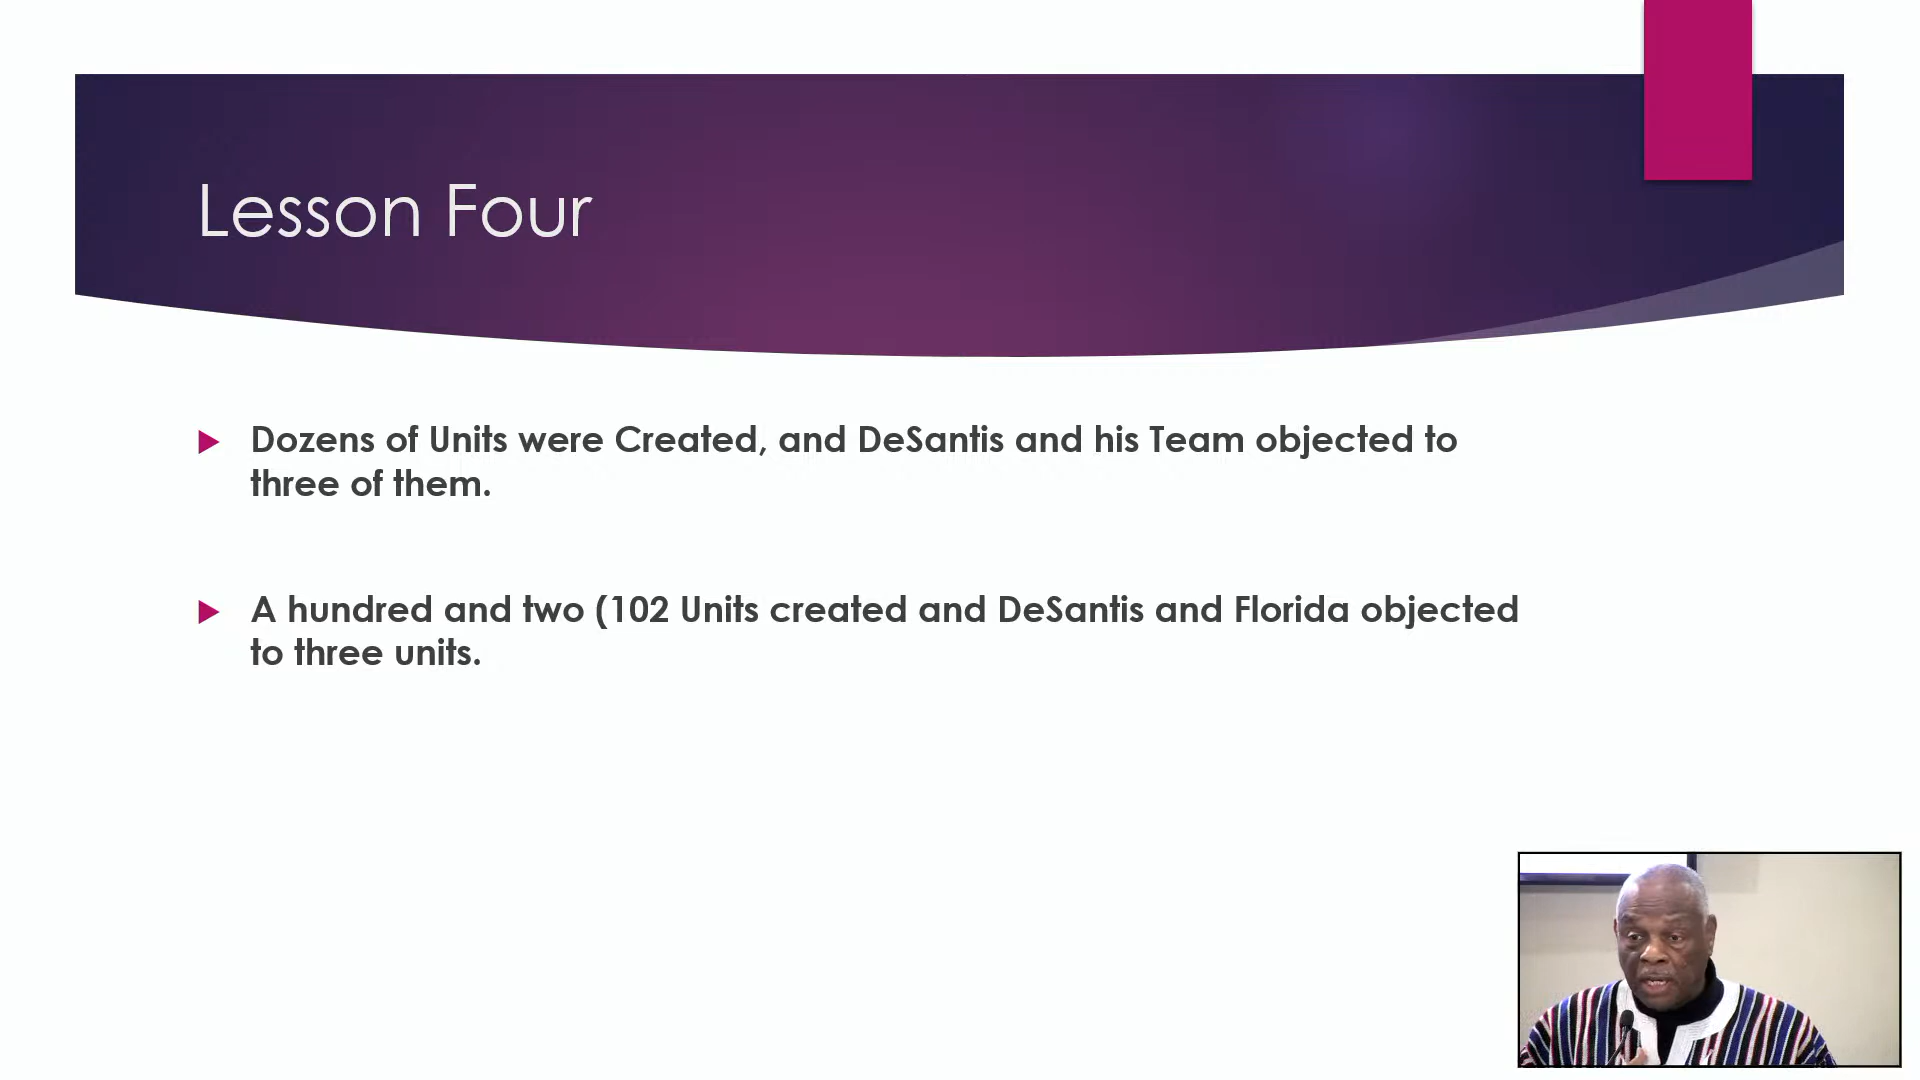 Lesson Four
Dozens of Units were Created, and DeSantis and his Team objected to
three of them.
A hundred and two (102 Units created and DeSantis and Florida objected
to three units.